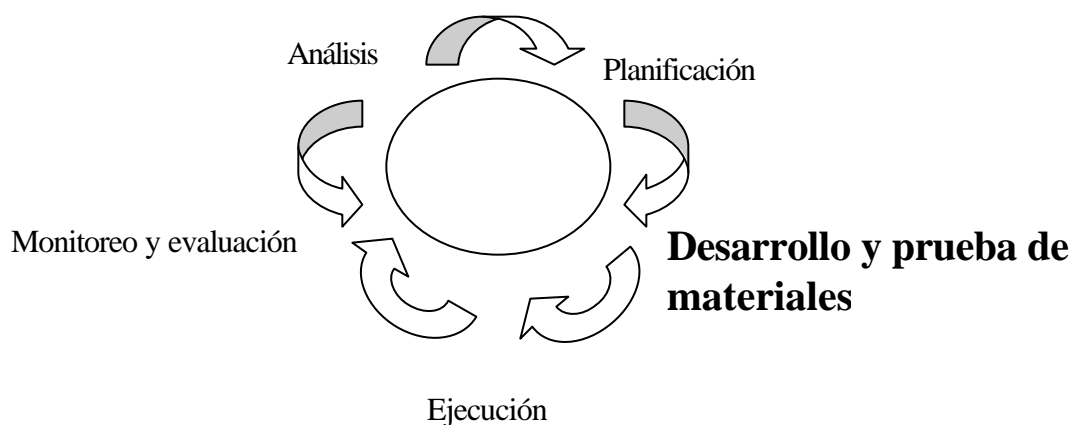 Análisis
Planificación
Monitoreo y evaluación
Desarrollo y prueba de
materiales
Ejecución